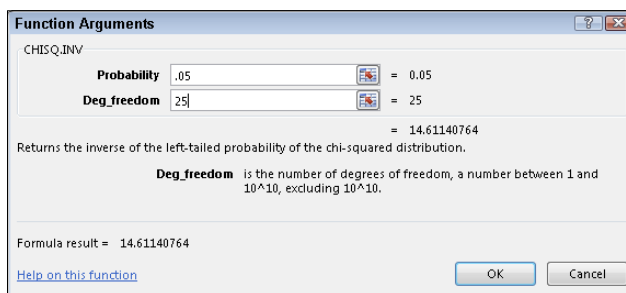 Function Arguments
CHISQ.INV
Probability .05 = 0.05
Deg_freedom 25 = 25
= 14.61140764
Returns the inverse of the left-tailed probability of the chi-squared distribution.
Deg_freedom is the number of degrees of freedom, a number between 1 and
10^10, excluding 10^10.
Formula result = 14.61140764
Help on this function
OK Cancel